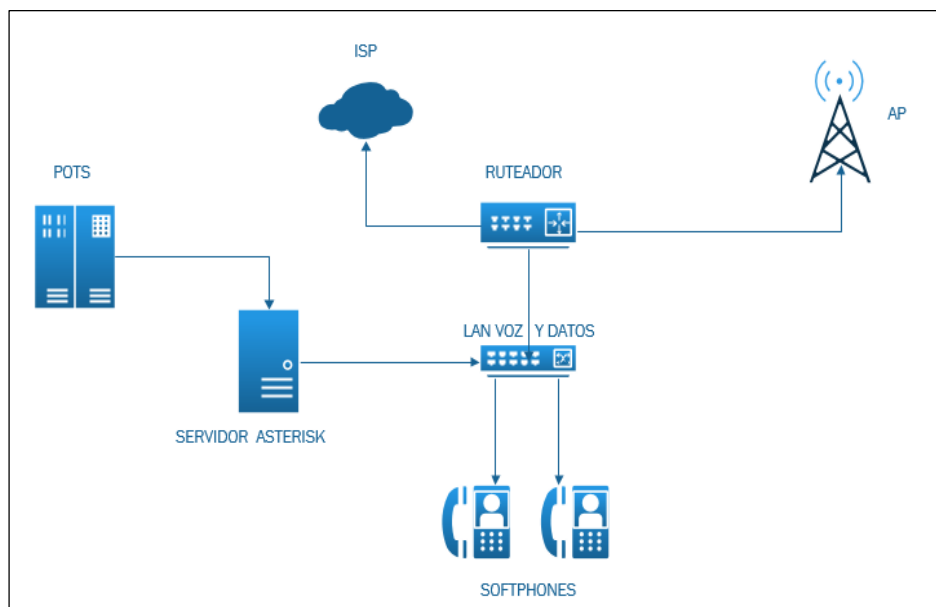 ISP
AP
POTS
RUTEADOR
LAN VOZ Y DATOS
SERVIDOR ASTERISK
SOFTPHONES